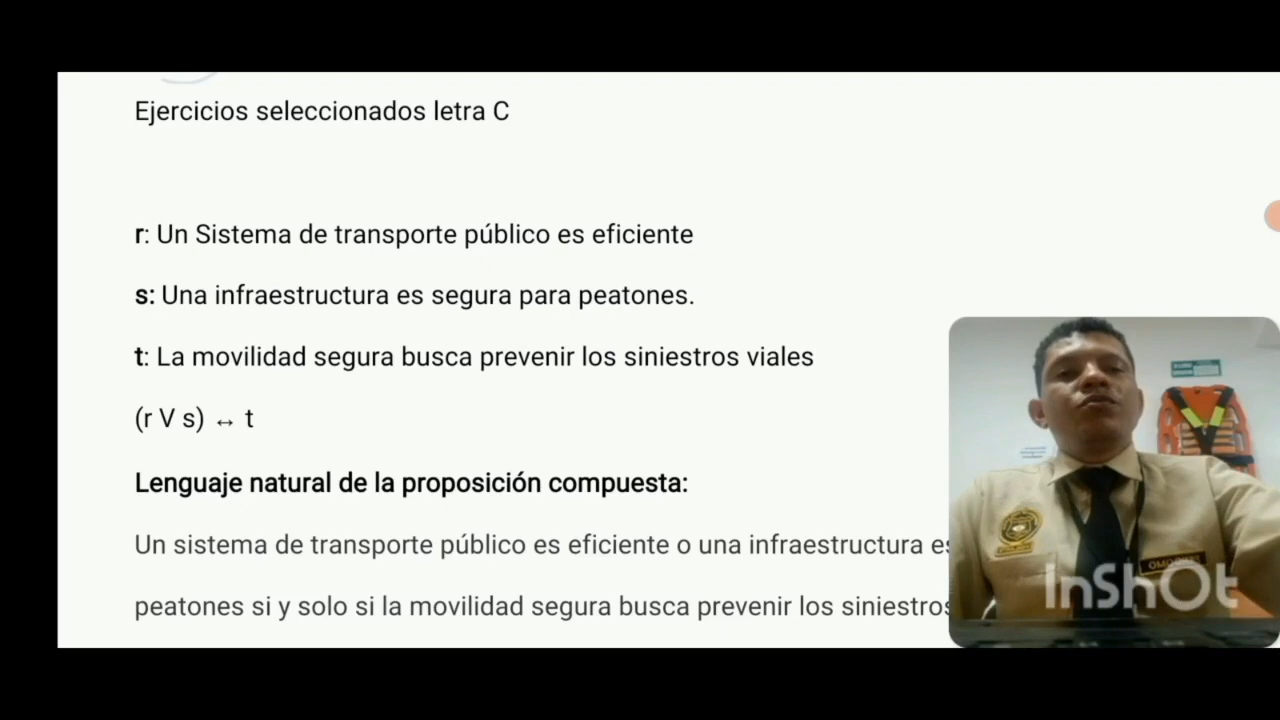 Ejercicios seleccionados letra C
r: Un Sistema de transporte público es eficiente
s: Una infraestructura es segura para peatones.
t: La movilidad segura busca prevenir los siniestros viales
(r V s) ↔ t
Lenguaje natural de la proposición compuesta:
Un sistema de transporte público es eficiente o una infraestructura es
peatones si y solo si la movilidad segura busca prevenir los siniestros
InShOt